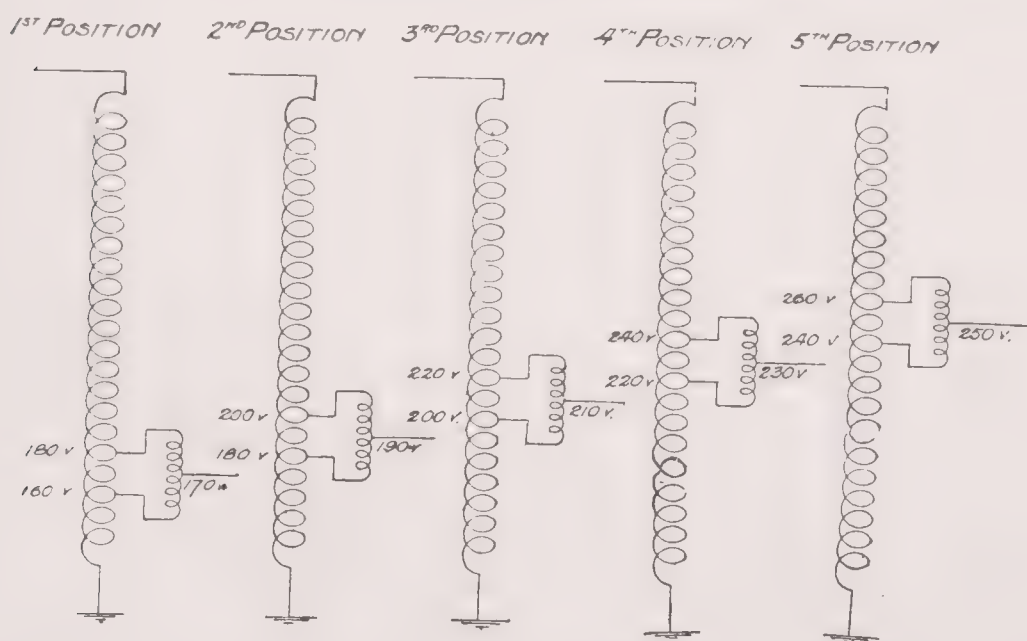 1ST POSITION
2ND POSITION
3RD POSITION
4TH POSITION
5TH POSITION
180 v
160 v
170 v
200 v
180 v
190 v
220 v
200 v.
210 v.
240 v
220 v
230 v
260 v
240 v
250 v.